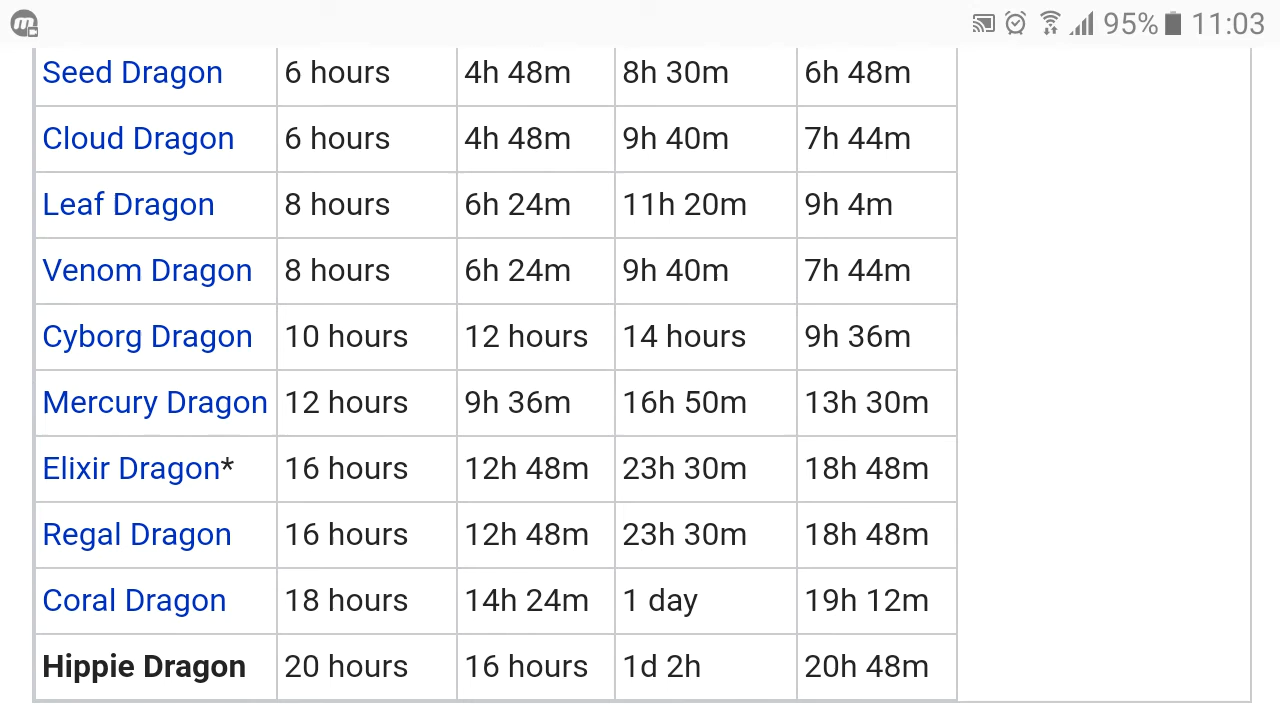 95% 11:03
Seed Dragon 6 hours 4h 48m 8h 30m 6h 48m
Cloud Dragon 6 hours 4h 48m 9h 40m 7h 44m
Leaf Dragon 8 hours 6h 24m 11h 20m 9h 4m
Venom Dragon 8 hours 6h 24m 9h 40m 7h 44m
Cyborg Dragon 10 hours 12 hours 14 hours 9h 36m
Mercury Dragon 12 hours 9h 36m 16h 50m 13h 30m
Elixir Dragon* 16 hours 12h 48m 23h 30m 18h 48m
Regal Dragon 16 hours 12h 48m 23h 30m 18h 48m
Coral Dragon 18 hours 14h 24m 1 day 19h 12m
Hippie Dragon 20 hours 16 hours 1d 2h 20h 48m